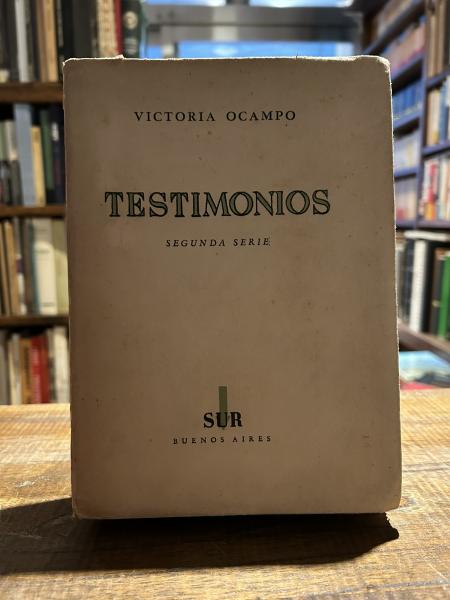 VICTORIA OCAMPO
TESTIMONIOS
SEGUNDA SERIE
SUR
BUENOS AIRES